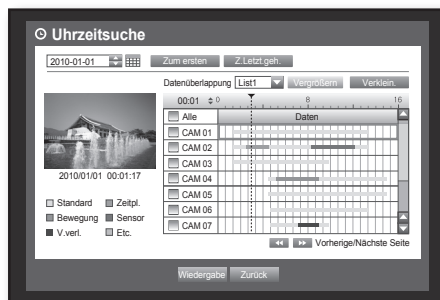 Uhrzeitsuche
2010-01-01 Zum ersten Z.Letzt.geh.
Datenüberlappung List1 Vergrößern Verklein.
00:01 0 8 16
Alle Daten
CAM 01
CAM 02
CAM 03
CAM 04
CAM 05
CAM 06
CAM 07
2010/01/01 00:01:17
Standard Zeitpl.
Bewegung Sensor
V.verl. Etc.
Vorherige/Nächste Seite
Wiedergabe Zurück